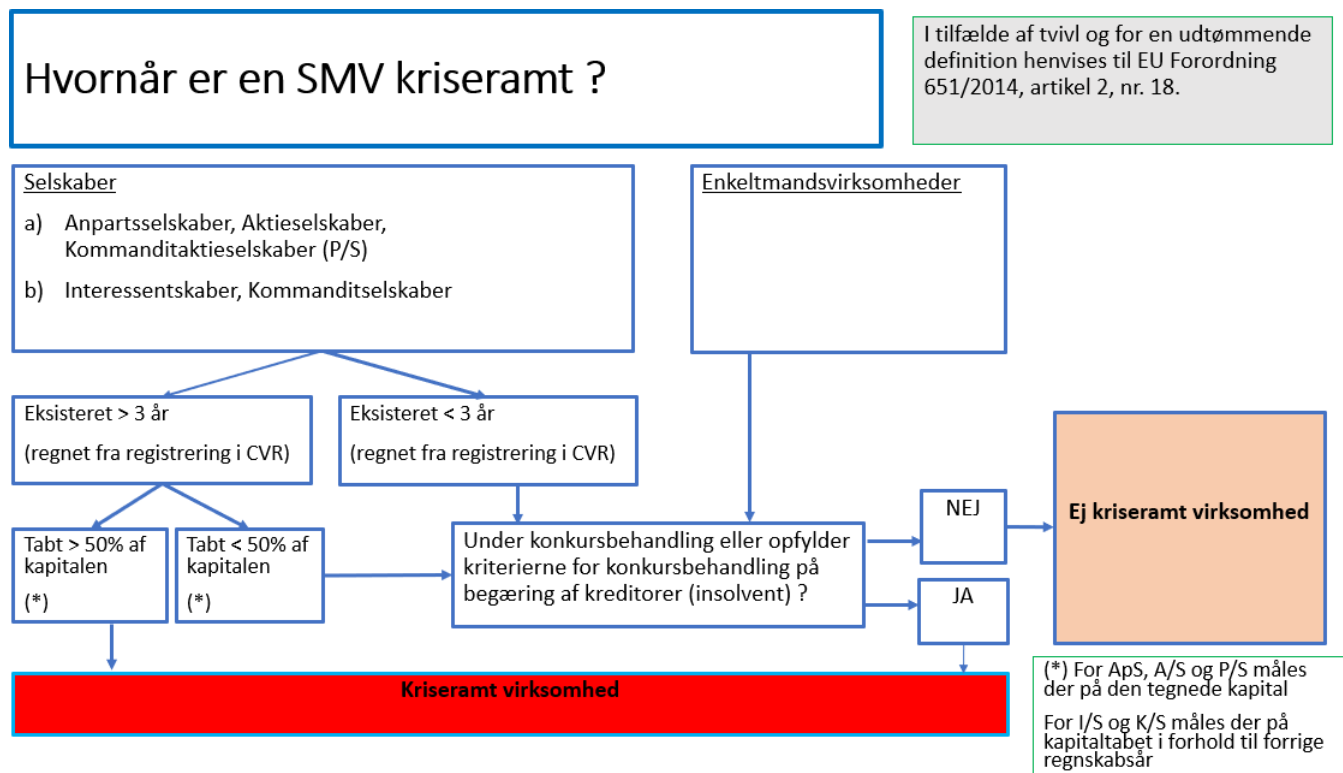 Hvornår er en SMV kriseramt ?
I tilfælde af tvivl og for en udtømmende
definition henvises til EU Forordning
651/2014, artikel 2, nr. 18.
Selskaber
a) Anpartsselskaber, Aktieselskaber,
Kommanditaktieselskaber (P/S)
b) Interessentskaber, Kommanditselskaber
Enkeltmandsvirksomheder
Eksisteret > 3 år
(regnet fra registrering i CVR)
Eksisteret < 3 år
(regnet fra registrering i CVR)
Tabt > 50% af
kapitalen
(*)
Tabt < 50% af
kapitalen
(*)
Under konkursbehandling eller opfylder
kriterierne for konkursbehandling på
begæring af kreditorer (insolvent) ?
NEJ
JA
Ej kriseramt virksomhed
Kriseramt virksomhed
(*) For ApS, A/S og P/S måles
der på den tegnede kapital
For I/S og K/S måles der på
kapitaltabet i forhold til forrige
regnskabsår